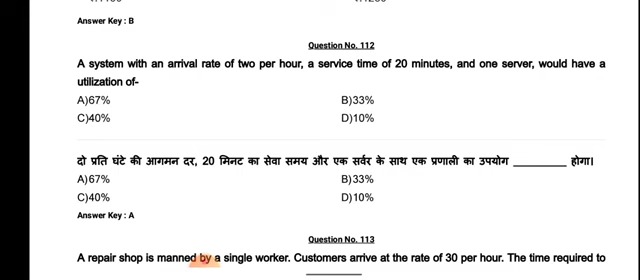 Answer Key : B
Question No. 112
A system with an arrival rate of two per hour, a service time of 20 minutes, and one server, would have a
utilization of-
A)67% B)33%
C)40% D)10%
दो प्रति घंटे की आगमन दर, 20 मिनट का सेवा समय और एक सर्वर के साथ एक प्रणाली का उपयोग ________ होगा।
A)67% B)33%
C)40% D)10%
Answer Key : A
Question No. 113
A repair shop is manned by a single worker. Customers arrive at the rate of 30 per hour. The time required to